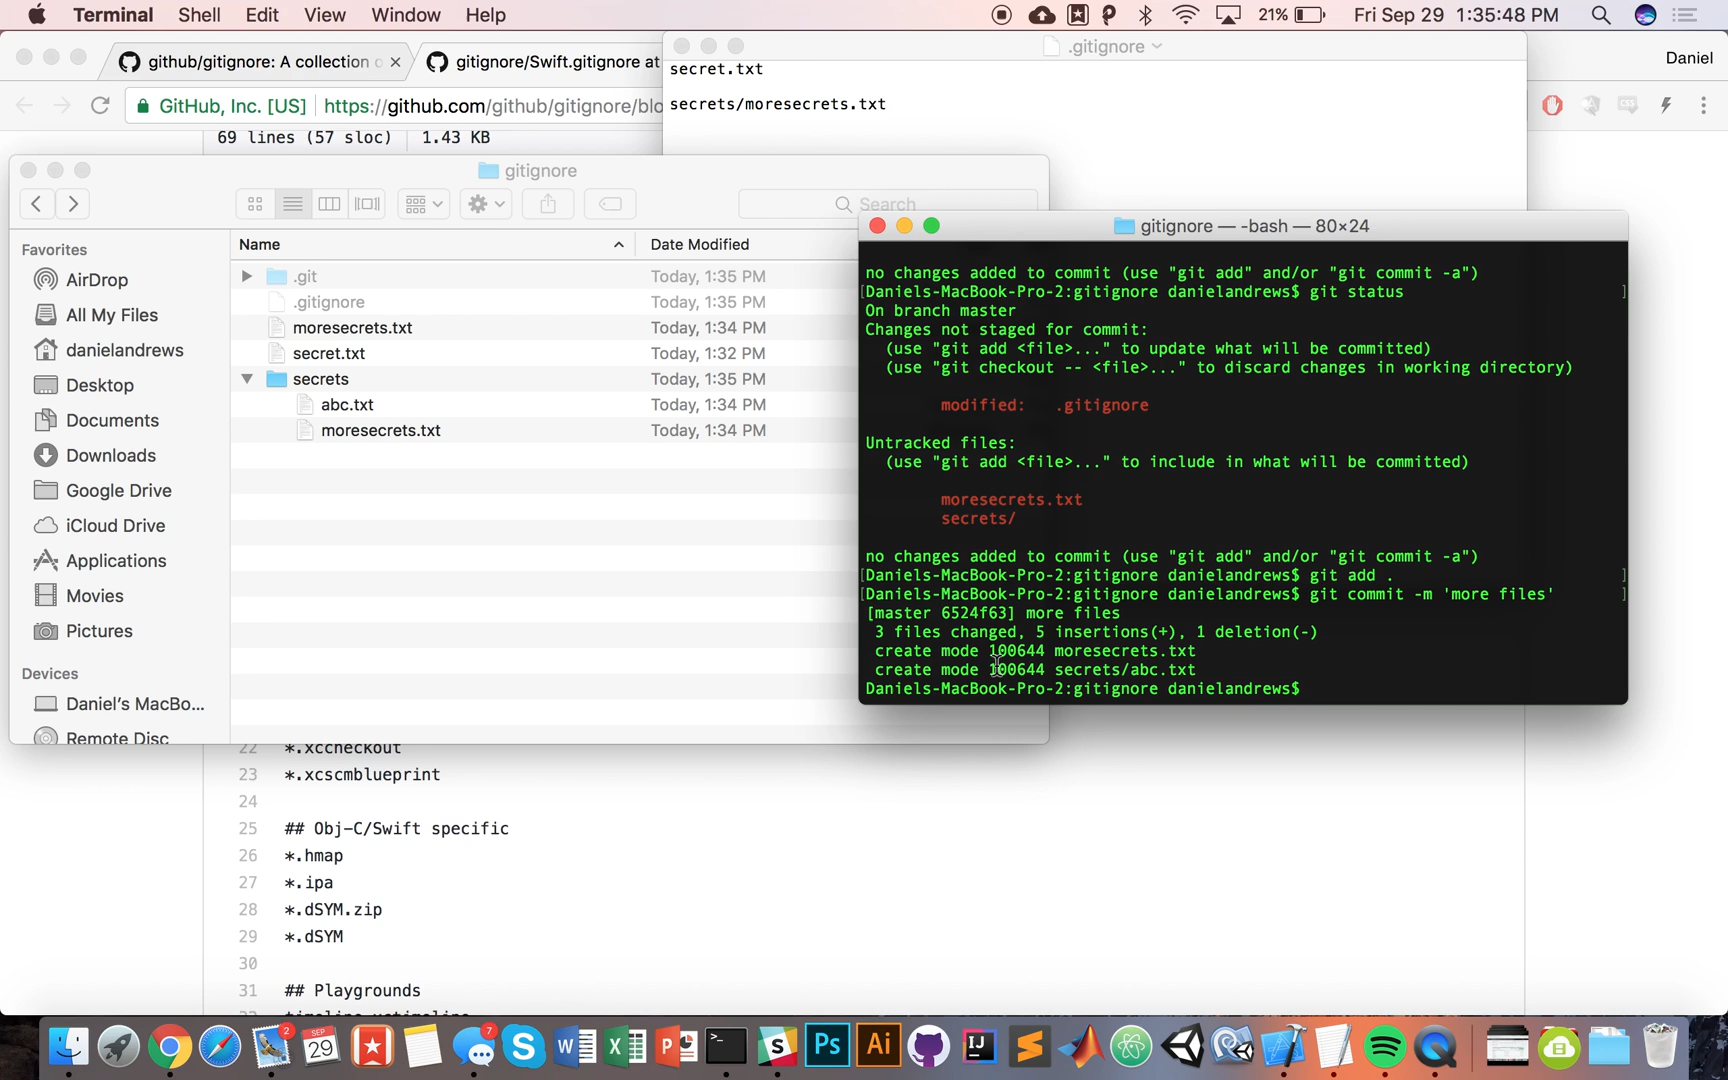 Terminal Shell Edit View Window Help 21% Fri Sep 29 1:35:48 PM
github/gitignore: A collection
gitignore/Swift.gitignore at
.gitignore
Daniel
secret.txt
GitHub, Inc. [US] https://github.com/github/gitignore/blo
secrets/moresecrets.txt
69 lines (57 sloc) 1.43 KB
gitignore
Search
Favorites
AirDrop
All My Files
danielandrews
Desktop
Documents
Downloads
Google Drive
iCloud Drive
Applications
Movies
Pictures
Devices
Daniel's MacBo...
Remote Disc
Name Date Modified
.git Today, 1:35 PM
.gitignore Today, 1:35 PM
moresecrets.txt Today, 1:34 PM
secret.txt Today, 1:32 PM
secrets Today, 1:35 PM
abc.txt Today, 1:34 PM
moresecrets.txt Today, 1:34 PM
gitignore — -bash — 80×24
no changes added to commit (use "git add" and/or "git commit -a")
[Daniels-MacBook-Pro-2:gitignore danielandrews$ git status ]
On branch master
Changes not staged for commit:
(use "git add <file>..." to update what will be committed)
(use "git checkout -- <file>..." to discard changes in working directory)
modified: .gitignore
Untracked files:
(use "git add <file>..." to include in what will be committed)
moresecrets.txt
secrets/
no changes added to commit (use "git add" and/or "git commit -a")
[Daniels-MacBook-Pro-2:gitignore danielandrews$ git add . ]
[Daniels-MacBook-Pro-2:gitignore danielandrews$ git commit -m 'more files' ]
[master 6524f63] more files
3 files changed, 5 insertions(+), 1 deletion(-)
create mode 100644 moresecrets.txt
create mode 100644 secrets/abc.txt
Daniels-MacBook-Pro-2:gitignore danielandrews$
22 *.xccheckout
23 *.xcscmblueprint
24
25 ## Obj-C/Swift specific
26 *.hmap
27 *.ipa
28 *.dSYM.zip
29 *.dSYM
30
31 ## Playgrounds
2
SEP
29
7
S
W
X
P
>_
S
Ps
Ai
IJ
S